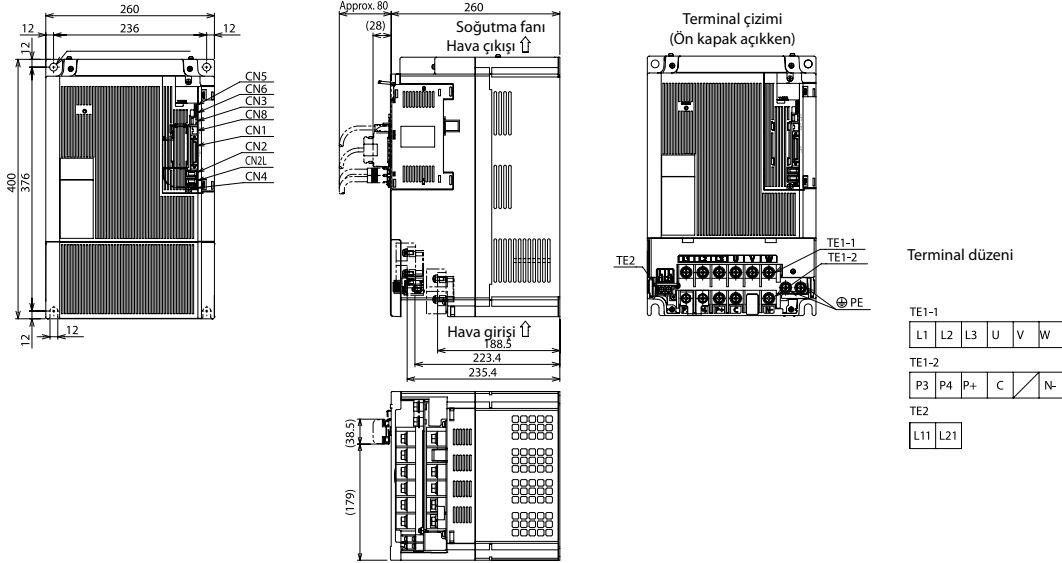 260
12
236
12
12
400
376
12
12
CN5
CN6
CN3
CN8
CN1
CN2
CN2L
CN4
Approx. 80
260
(28)
Soğutma fanı
Hava çıkışı
Hava girişi
188.5
223.4
235.4
(38.5)
(179)
Terminal çizimi
(Ön kapak açıkken)
L1 L2 L3 U V W
TE2
TE1-1
TE1-2
PE
Terminal düzeni
TE1-1
L1 L2 L3 U V W
TE1-2
P3 P4 P+ C N-
TE2
L11 L21